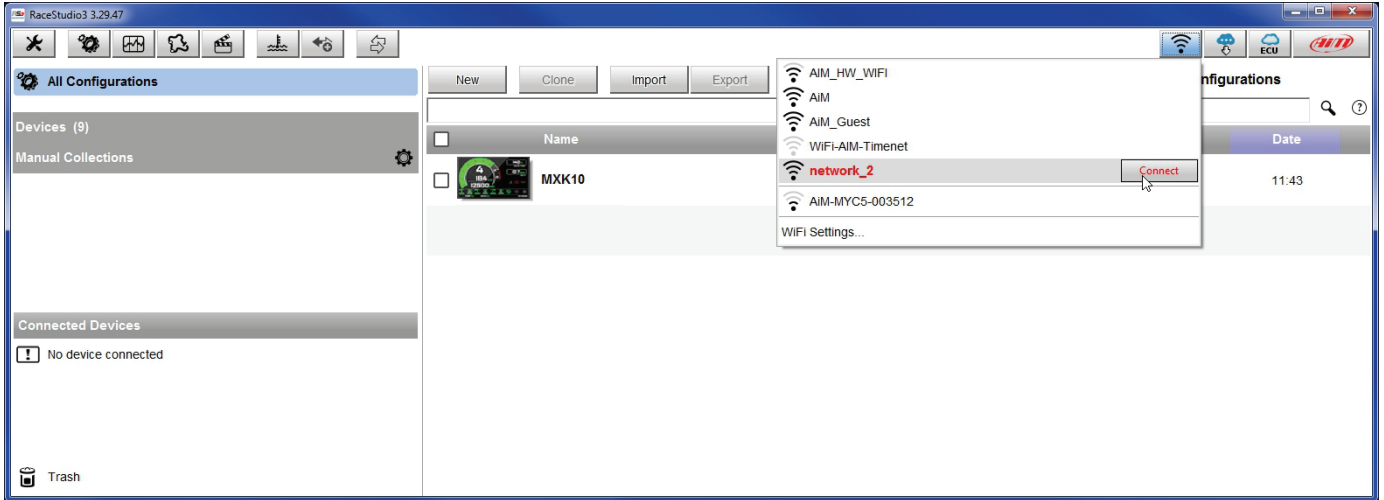 RaceStudio3 3.29.47
ECU
AiM
All Configurations
Devices (9)
Manual Collections
Connected Devices
No device connected
Trash
New Clone Import Export
nfigurations
Name Date
MXK10 11:43
AIM_HW_WIFI
AiM
AiM_Guest
WiFi-AIM-Timenet
network_2 Connect
AiM-MYC5-003512
WiFi Settings...